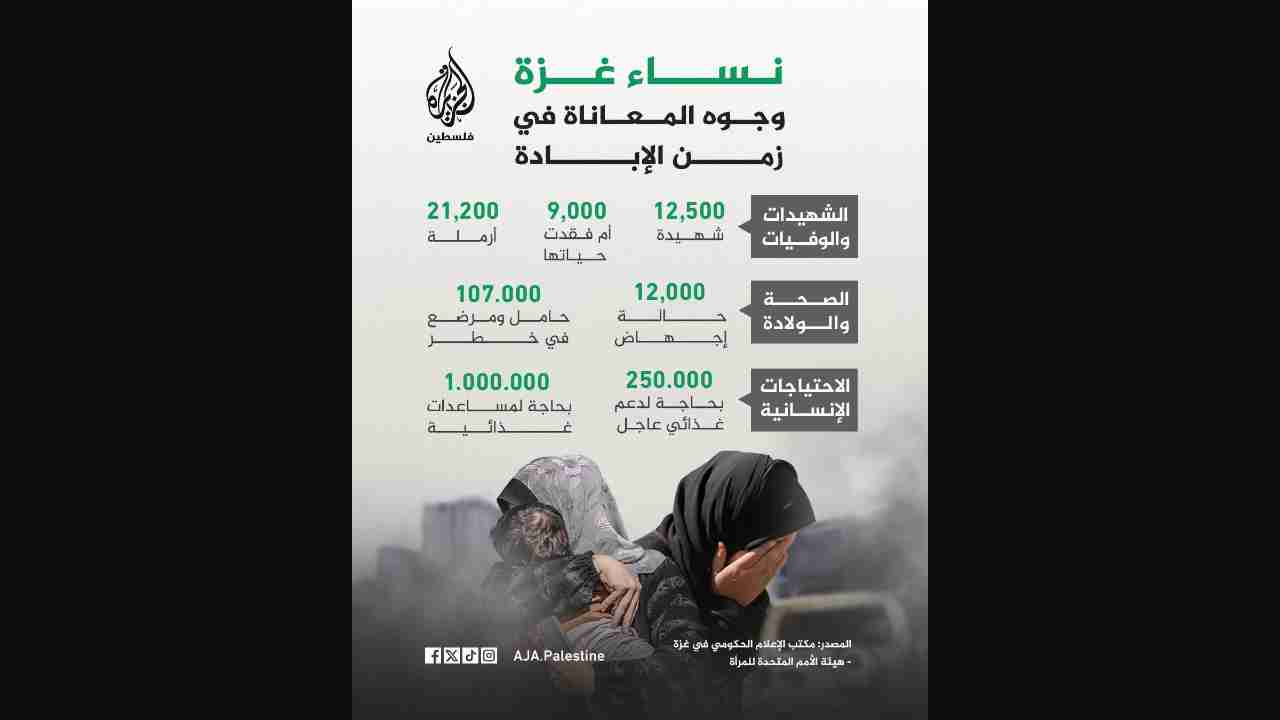 نساء غزة
وجوه المعاناة في
زمن الإبادة
الجزيرة
فلسطين
الشهيدات
والوفيات
12,500
شهيدة
9,000
أم فقدت
حياتها
21,200
أرملة
الصحة
والولادة
12,000
حالة
إجهاض
107.000
حامل ومرضع
في خطر
الاحتياجات
الإنسانية
250.000
بحاجة لدعم
غذائي عاجل
1.000.000
بحاجة لمساعدات
غذائية
المصدر: مكتب الإعلام الحكومي في غزة
- هيئة الأمم المتحدة للمرأة
AJA.Palestine